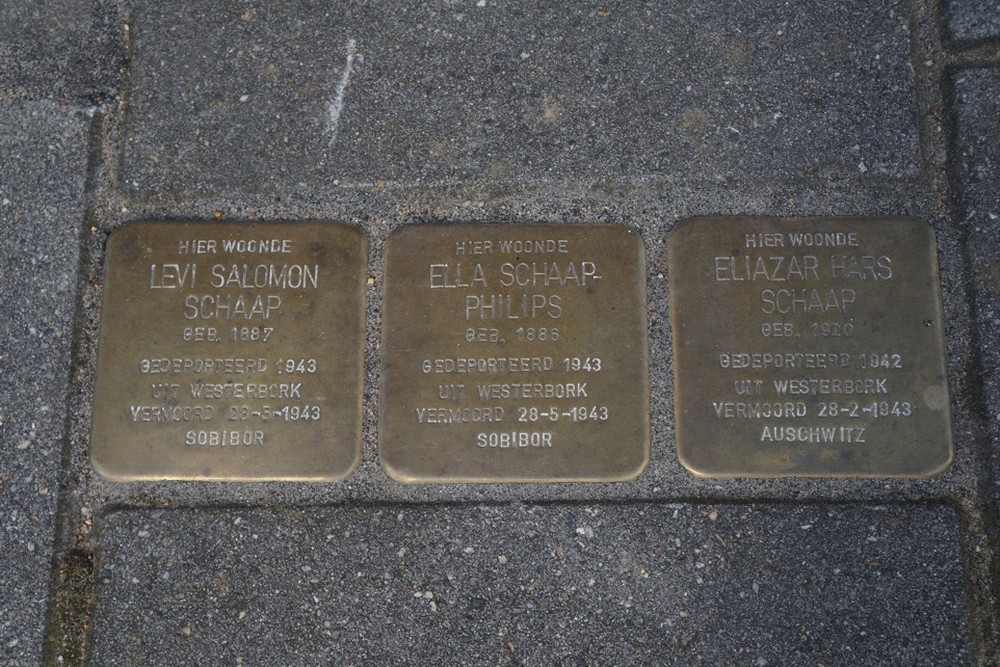 HIER WOONDE
LEVI SALOMON
SCHAAP
GEB. 1887
GEDEPORTEERD 1943
UIT WESTERBORK
VERMOORD 28-5-1943
SOBIBOR
HIER WOONDE
ELLA SCHAAP-
PHILIPS
GEB. 1886
GEDEPORTEERD 1943
UIT WESTERBORK
VERMOORD 28-5-1943
SOBIBOR
HIER WOONDE
ELIAZAR HARS
SCHAAP
GEB. 1920
GEDEPORTEERD 1942
UIT WESTERBORK
VERMOORD 28-2-1943
AUSCHWITZ